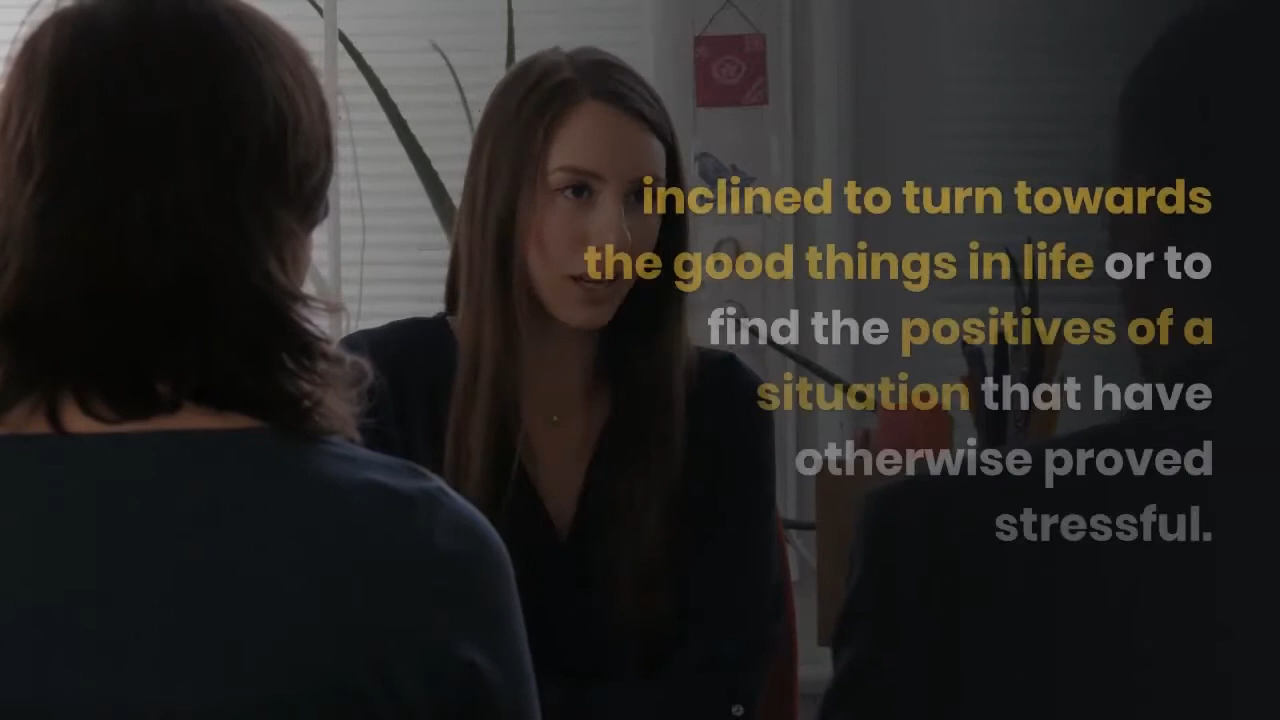 inclined to turn towards
the good things in life or to
find the positives of a
situation that have
otherwise proved
stressful.